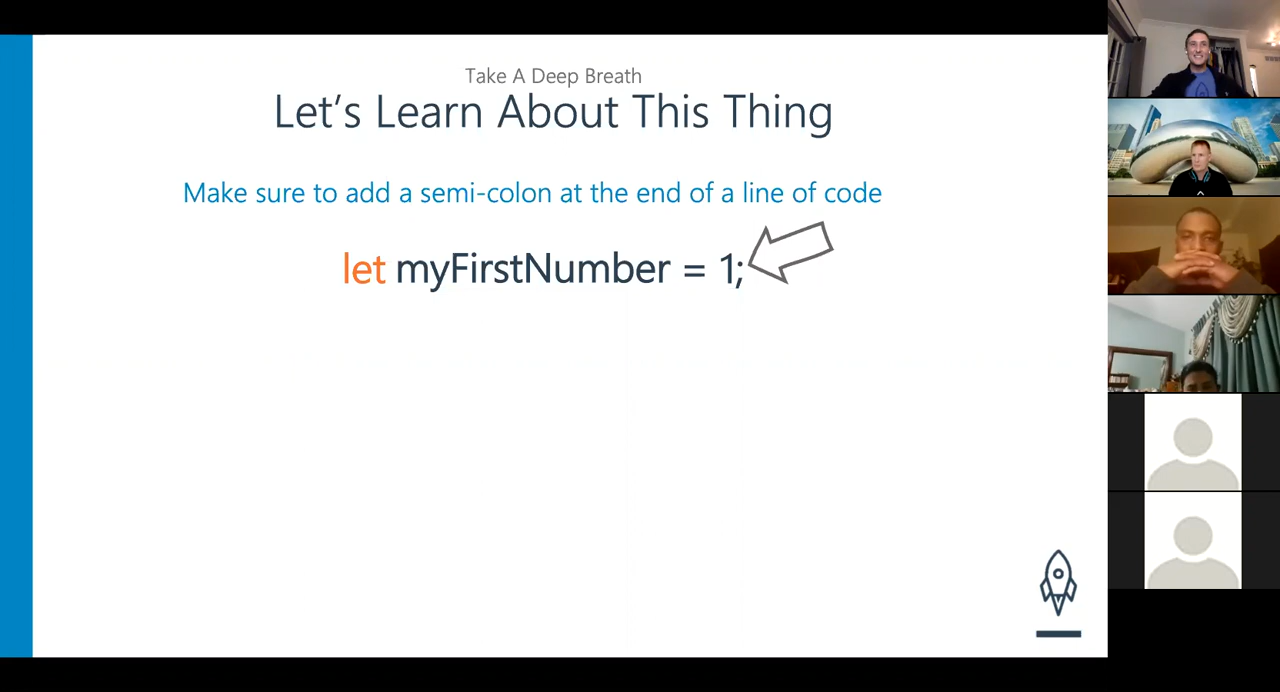 Take A Deep Breath
Let's Learn About This Thing
Make sure to add a semi-colon at the end of a line of code
let myFirstNumber = 1;